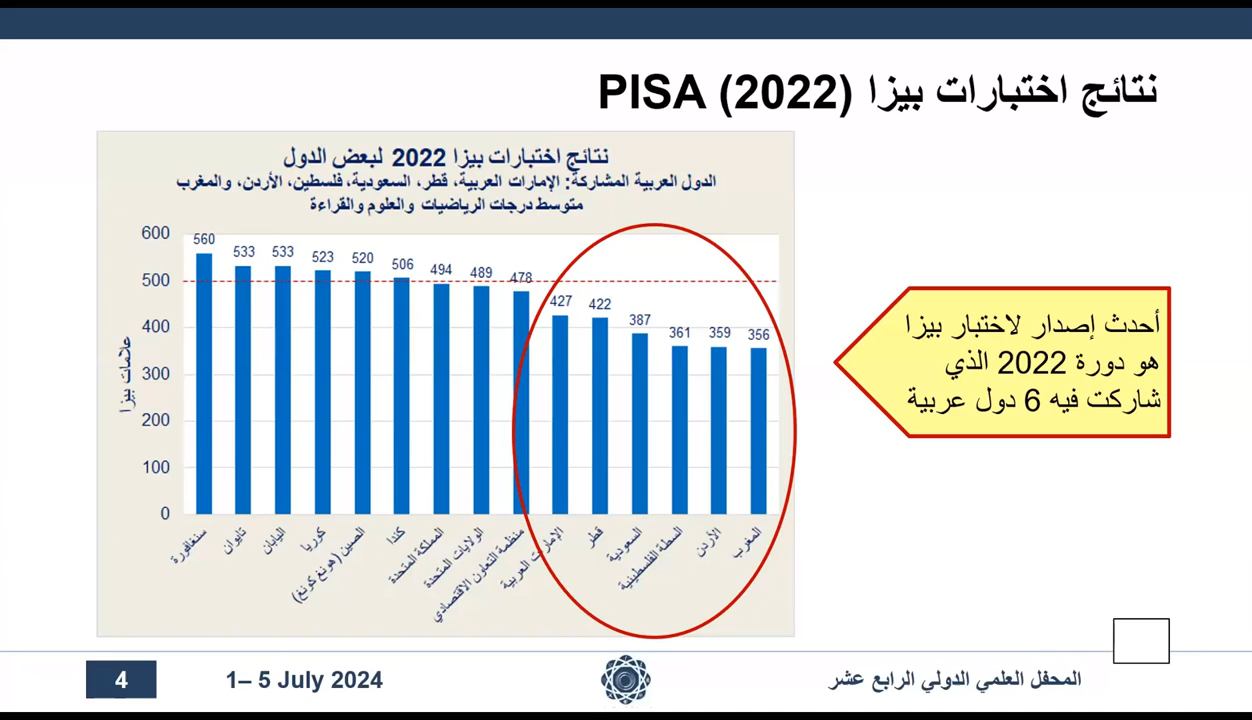 نتائج اختبارات بيزا PISA (2022)
نتائج اختبارات بيزا 2022 لبعض الدول
الدول العربية المشاركة: الإمارات العربية، قطر، السعودية، فلسطين، الأردن، والمغرب
متوسط درجات الرياضيات والعلوم والقراءة
علامات بيزا
600
500
400
300
200
100
0
560
533
533
523
520
506
494
489
478
427
422
387
361
359
356
سنغافورة
تايوان
اليابان
كوريا
الصين (هونغ كونغ)
كندا
المملكة المتحدة
الولايات المتحدة
منظمة التعاون الاقتصادي
الإمارات العربية
قطر
السعودية
السطة الفلسطينية
الأردن
المغرب
أحدث إصدار لاختبار بيزا
هو دورة 2022 الذي
شاركت فيه 6 دول عربية
المحفل العلمي الدولي الرابع عشر
1– 5 July 2024
4